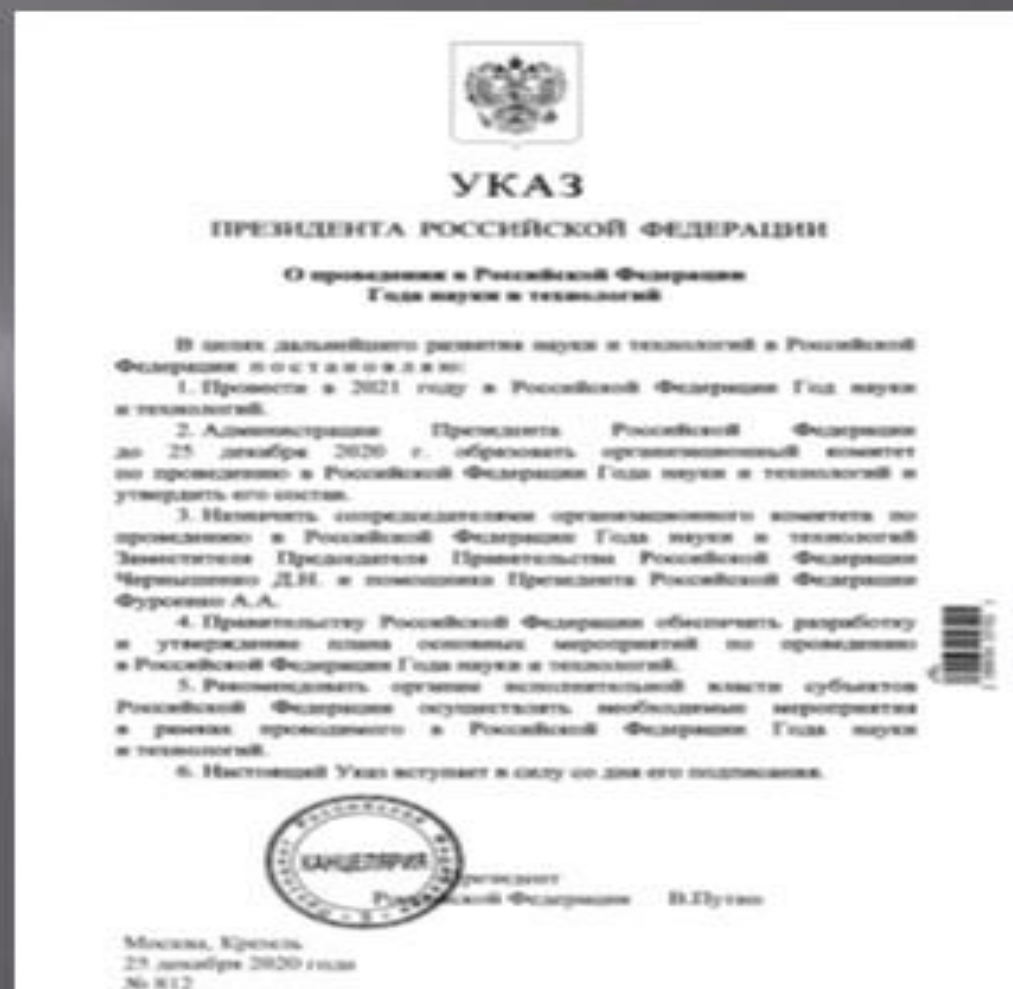 УКАЗ
ПРЕЗИДЕНТА РОССИЙСКОЙ ФЕДЕРАЦИИ
О проведении в Российской Федерации
Года науки и технологий
В целях дальнейшего развития науки и технологий в Российской
Федерации п о с т а н о в л я ю:
1. Провести в 2021 году в Российской Федерации Год науки
и технологий.
2. Администрации Президента Российской Федерации
до 25 декабря 2020 г. образовать организационный комитет
по проведению в Российской Федерации Года науки и технологий и
утвердить его состав.
3. Назначить сопредседателями организационного комитета по
проведению в Российской Федерации Года науки и технологий
Заместителя Председателя Правительства Российской Федерации
Чернышенко Д.Н. и помощника Президента Российской Федерации
Фурсенко А.А.
4. Правительству Российской Федерации обеспечить разработку
и утверждение плана основных мероприятий по проведению
в Российской Федерации Года науки и технологий.
5. Рекомендовать органам исполнительной власти субъектов
Российской Федерации осуществлять необходимые мероприятия
в рамках проводимого в Российской Федерации Года науки
и технологий.
6. Настоящий Указ вступает в силу со дня его подписания.
КАНЦЕЛЯРИЯ
Президент
Российской Федерации В.Путин
Москва, Кремль
25 декабря 2020 года
№ 812